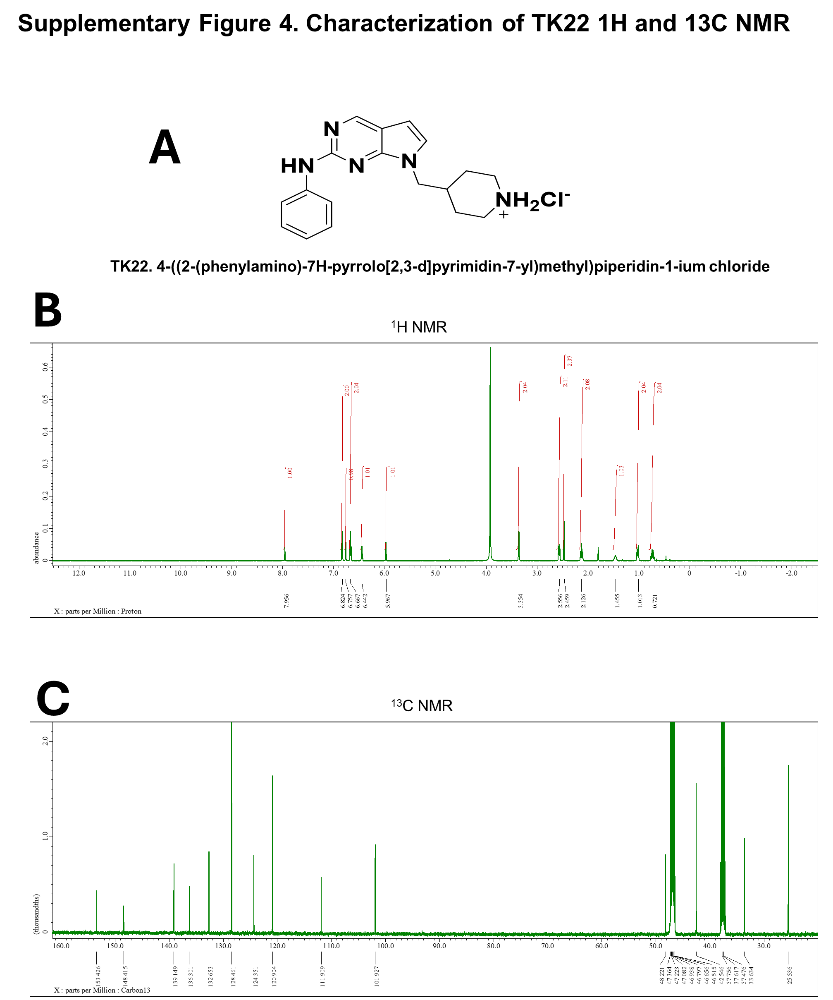 Supplementary Figure 4. Characterization of TK22 1H and 13C NMR
A
N
N
N
HN
NH2Cl-
+
TK22. 4-((2-(phenylamino)-7H-pyrrolo[2,3-d]pyrimidin-7-yl)methyl)piperidin-1-ium chloride
B
1H NMR
abundance
0 0.1 0.2 0.3 0.4 0.5 0.6
1.00 2.00 0.98 2.04 1.01 1.01 2.04 2.11 2.37 2.08 1.03 2.04 2.04
12.0 11.0 10.0 9.0 8.0 7.0 6.0 5.0 4.0 3.0 2.0 1.0 0 -1.0 -2.0
7.956 6.824 6.757 6.667 6.442 5.967 3.354 2.556 2.459 2.126 1.455 1.013 0.721
X : parts per Million : Proton
C
13C NMR
(thousandths)
0 1.0 2.0
160.0 150.0 140.0 130.0 120.0 110.0 100.0 90.0 80.0 70.0 60.0 50.0 40.0 30.0
153.426 148.415 139.149 136.301 132.653 128.461 124.351 120.904 111.909 101.927 48.221 47.364 47.223 47.082 46.938 46.797 46.656 46.515 42.546 37.756 37.617 37.476 33.634 25.536
X : parts per Million : Carbon13